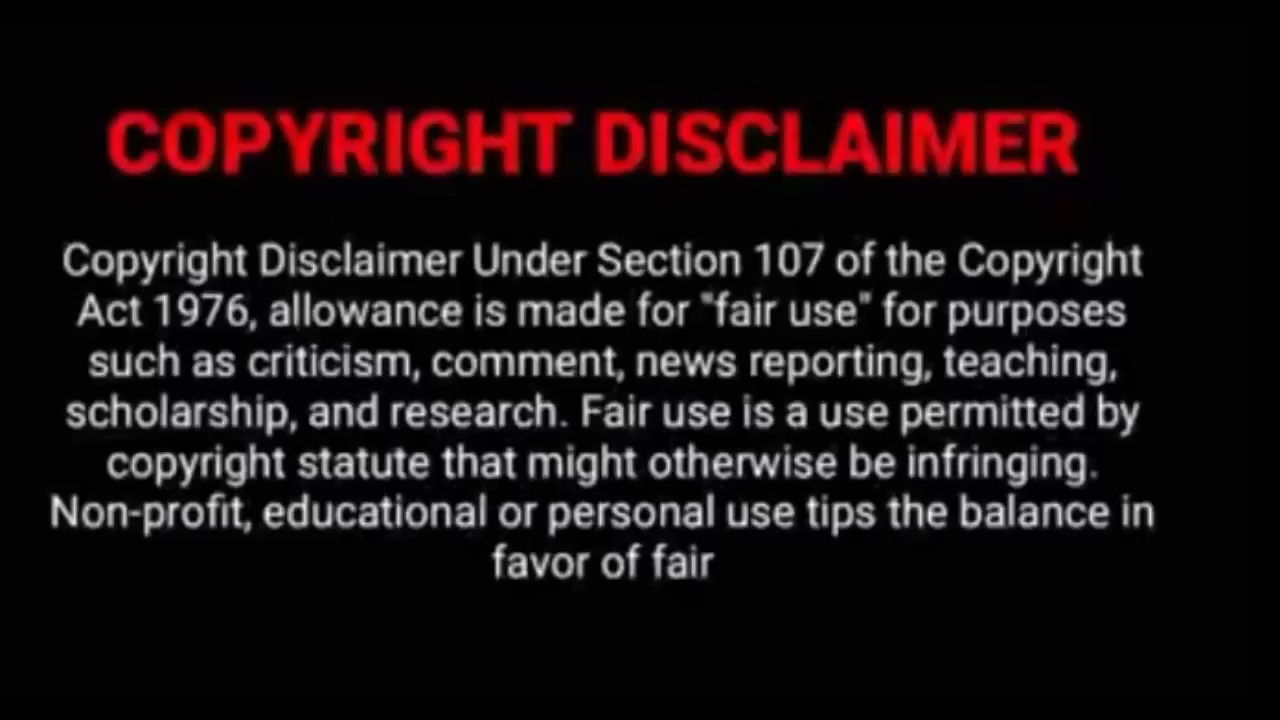 COPYRIGHT DISCLAIMER
Copyright Disclaimer Under Section 107 of the Copyright
Act 1976, allowance is made for "fair use" for purposes
such as criticism, comment, news reporting, teaching,
scholarship, and research. Fair use is a use permitted by
copyright statute that might otherwise be infringing.
Non-profit, educational or personal use tips the balance in
favor of fair